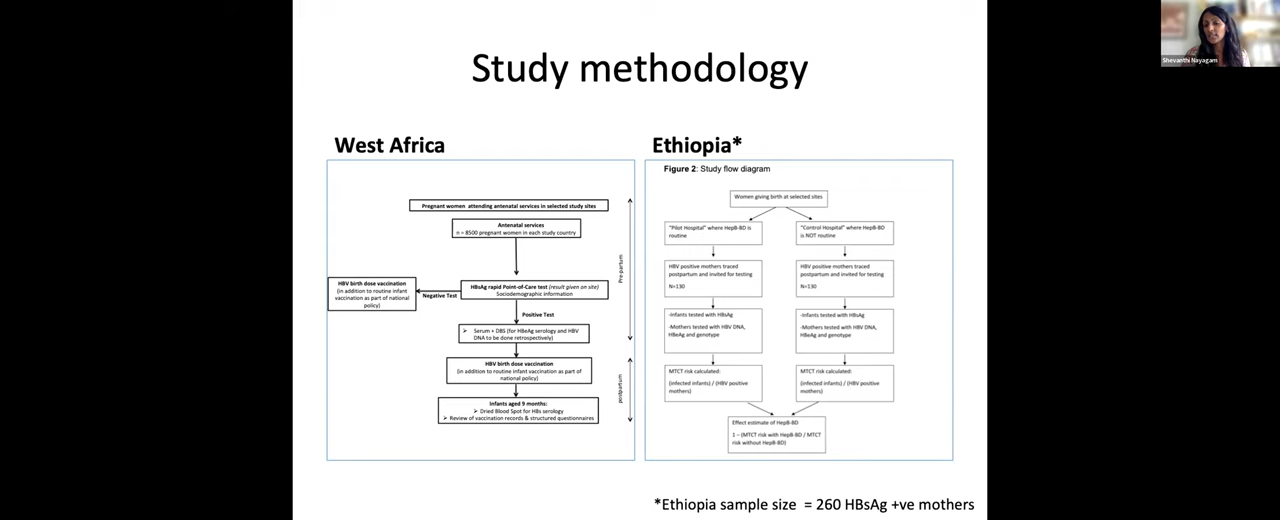 Shevanthi Nayagam
Study methodology
West Africa
Pregnant women attending antenatal services in selected study sites
Antenatal services
n = 8500 pregnant women in each study country
HBV birth dose vaccination
(in addition to routine infant
vaccination as part of national
policy)
Negative Test
HBsAg rapid Point-of-Care test (result given on site)
Sociodemographic information
Positive Test
➢ Serum + DBS (for HBeAg serology and HBV
DNA to be done retrospectively)
HBV birth dose vaccination
(in addition to routine infant vaccination as part of
national policy)
Infants aged 9 months:
➢ Dried Blood Spot for HBs serology
➢ Review of vaccination records & structured questionnaires
Pre-partum
postpartum
Ethiopia*
Figure 2: Study flow diagram
Women giving birth at selected sites
"Pilot Hospital" where HepB-BD is
routine
"Control Hospital" where HepB-BD
is NOT routine
HBV positive mothers traced
postpartum and invited for testing
N=130
HBV positive mothers traced
postpartum and invited for testing
N=130
-Infants tested with HBsAg
-Mothers tested with HBV DNA,
HBeAg and genotype
-Infants tested with HBsAg
-Mothers tested with HBV DNA,
HBeAg and genotype
MTCT risk calculated:
(infected infants) / (HBV positive
mothers)
MTCT risk calculated:
(infected infants) / (HBV positive
mothers)
Effect estimate of HepB-BD
1 – (MTCT risk with HepB-BD / MTCT
risk without HepB-BD)
*Ethiopia sample size = 260 HBsAg +ve mothers